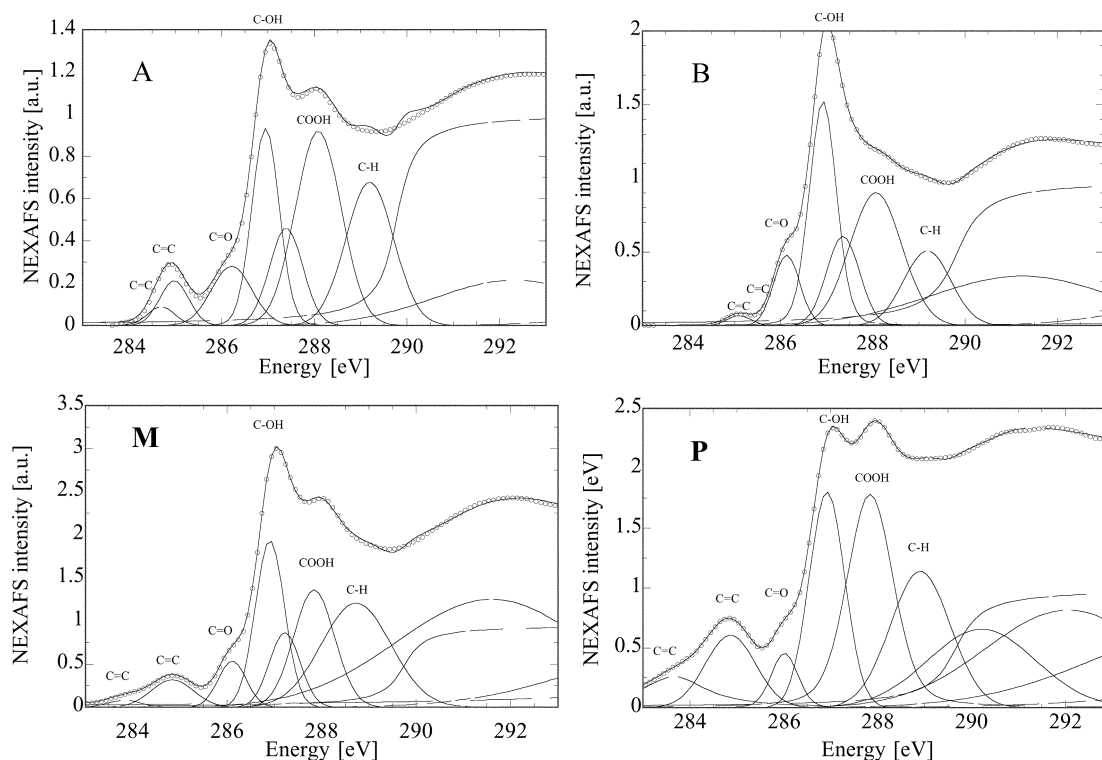 C-OH
1.4
A
1.2
COOH
1
0.8
C-H
0.6
C=O
C=C
0.4
C=C
0.2
0
284 286 288 290 292
Energy [eV]
NEXAFS intensity [a.u.]
C-OH
2
B
1.5
COOH
1
C=O
C-H
0.5
C=C
C=C
0
284 286 288 290 292
Energy [eV]
NEXAFS intensity [a.u.]
3.5
M
C-OH
3
2.5
2
1.5
COOH
C-H
1
C=O
C=C
0.5
C=C
0
284 286 288 290 292
Energy [eV]
NEXAFS intensity [a.u.]
2.5
C-OH
P
2
COOH
1.5
C-H
1
C=C
C=O
0.5
C=C
0
284 286 288 290 292
Energy [eV]
NEXAFS intensity [eV]